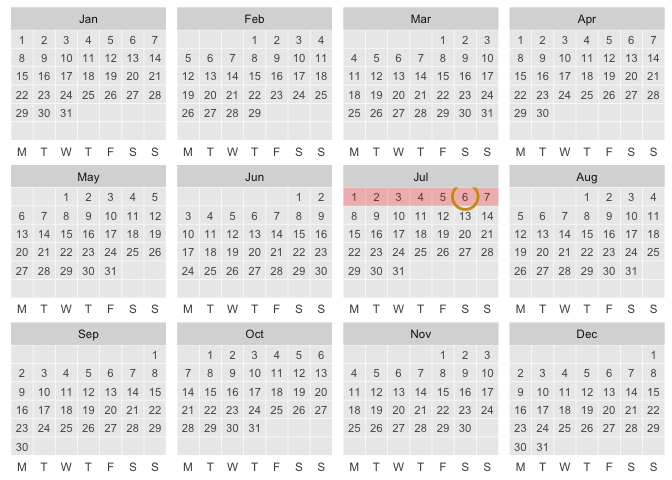 Jan
1 2 3 4 5 6 7
8 9 10 11 12 13 14
15 16 17 18 19 20 21
22 23 24 25 26 27 28
29 30 31
M T W T F S S
Feb
1 2 3 4
5 6 7 8 9 10 11
12 13 14 15 16 17 18
19 20 21 22 23 24 25
26 27 28 29
M T W T F S S
Mar
1 2 3
4 5 6 7 8 9 10
11 12 13 14 15 16 17
18 19 20 21 22 23 24
25 26 27 28 29 30 31
M T W T F S S
Apr
1 2 3 4 5 6 7
8 9 10 11 12 13 14
15 16 17 18 19 20 21
22 23 24 25 26 27 28
29 30
M T W T F S S
May
1 2 3 4 5
6 7 8 9 10 11 12
13 14 15 16 17 18 19
20 21 22 23 24 25 26
27 28 29 30 31
M T W T F S S
Jun
1 2
3 4 5 6 7 8 9
10 11 12 13 14 15 16
17 18 19 20 21 22 23
24 25 26 27 28 29 30
M T W T F S S
Jul
1 2 3 4 5 6 7
8 9 10 11 12 13 14
15 16 17 18 19 20 21
22 23 24 25 26 27 28
29 30 31
M T W T F S S
Aug
1 2 3 4
5 6 7 8 9 10 11
12 13 14 15 16 17 18
19 20 21 22 23 24 25
26 27 28 29 30 31
M T W T F S S
Sep
1
2 3 4 5 6 7 8
9 10 11 12 13 14 15
16 17 18 19 20 21 22
23 24 25 26 27 28 29
30
M T W T F S S
Oct
1 2 3 4 5 6
7 8 9 10 11 12 13
14 15 16 17 18 19 20
21 22 23 24 25 26 27
28 29 30 31
M T W T F S S
Nov
1 2 3
4 5 6 7 8 9 10
11 12 13 14 15 16 17
18 19 20 21 22 23 24
25 26 27 28 29 30
M T W T F S S
Dec
1
2 3 4 5 6 7 8
9 10 11 12 13 14 15
16 17 18 19 20 21 22
23 24 25 26 27 28 29
30 31
M T W T F S S